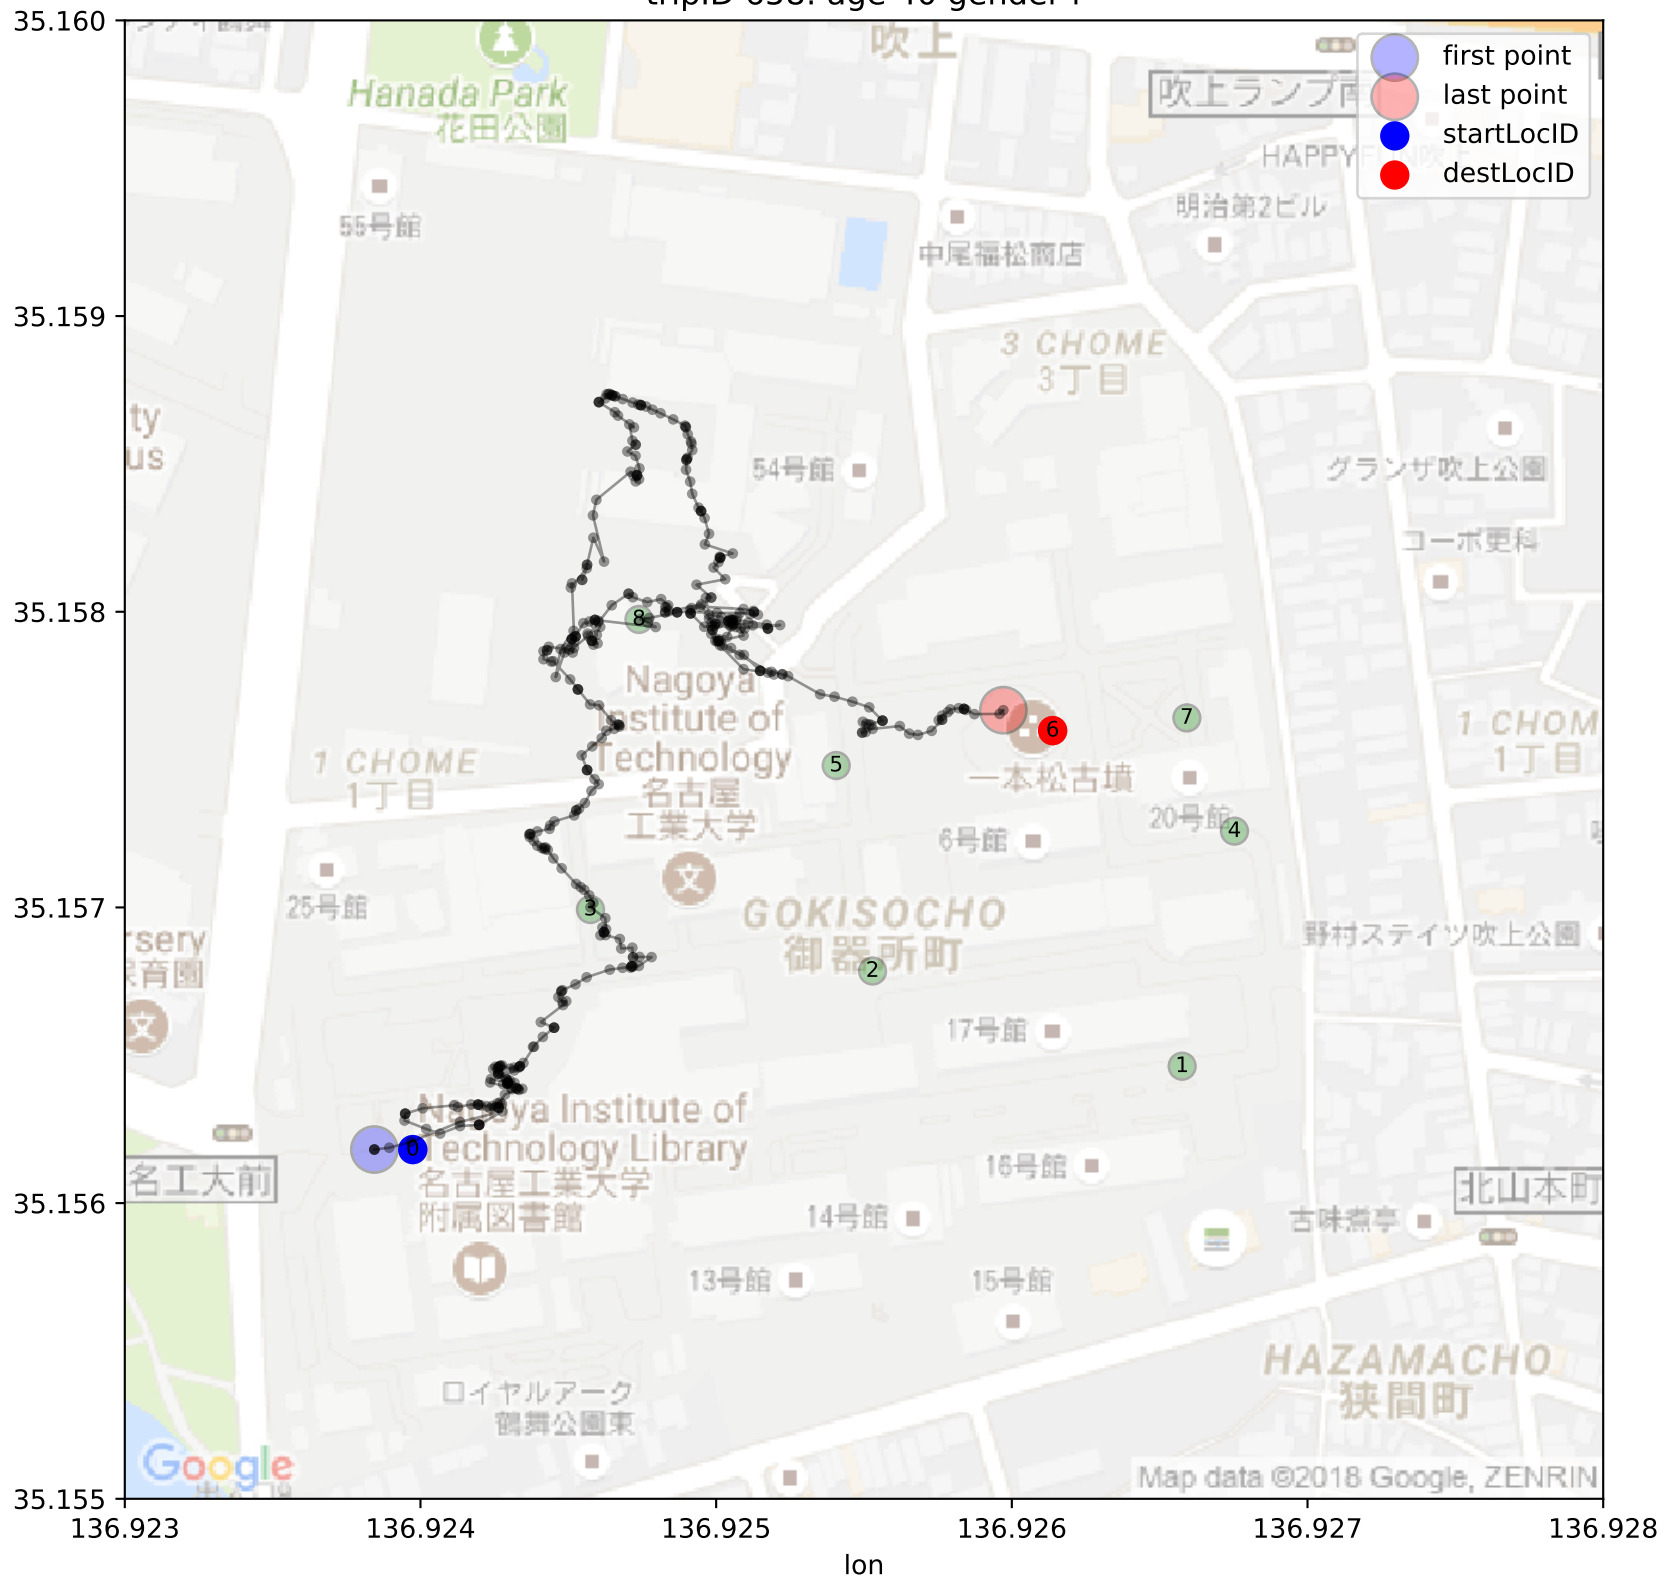 35.160
35.159
35.158
35.157
35.156
35.155
136.923
136.924
136.925
136.926
136.927
136.928
lon
first point
last point
startLocID
destLocID
吹上
Hanada Park
花田公園
吹上ランプ南
明治第2ビル
55号館
中尾福松商店
3 CHOME
3丁目
ty
us
54号館
グランザ吹上公園
コーポ更科
8
Nagoya
Institute of
Technology
名古屋
工業大学
6
7
1 CHOME
1丁目
5
一本松古墳
1 CHOM
1丁目
20号館
4
6号館
25号館
3
GOKISOCHO
御器所町
2
rsery
保育園
野村ステイツ吹上公園
17号館
1
Nagoya Institute of
Technology Library
名古屋工業大学
附属図書館
0
名工大前
16号館
北山本町
14号館
古味煮亭
13号館
15号館
HAZAMACHO
狭間町
ロイヤルアーク
鶴舞公園東
Google
Map data ©2018 Google, ZENRIN